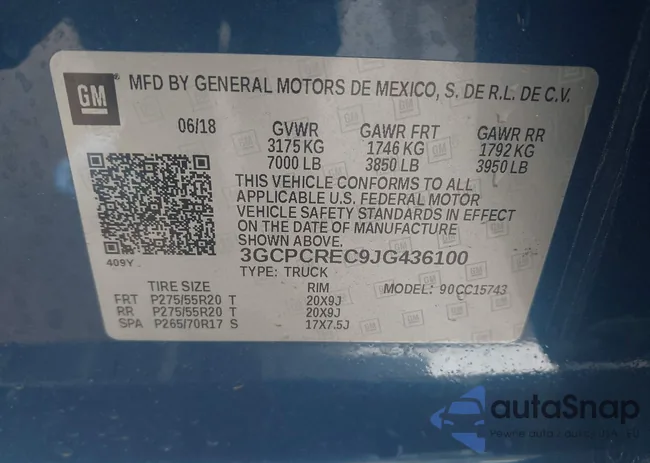 GM
MFD BY GENERAL MOTORS DE MEXICO, S. DE R.L. DE C.V.
06/18 GVWR GAWR FRT GAWR RR
3175 KG 1746 KG 1792 KG
7000 LB 3850 LB 3950 LB
THIS VEHICLE CONFORMS TO ALL
APPLICABLE U.S. FEDERAL MOTOR
VEHICLE SAFETY STANDARDS IN EFFECT
ON THE DATE OF MANUFACTURE
SHOWN ABOVE.
409Y
3GCPCREC9JG436100
TYPE: TRUCK
TIRE SIZE RIM MODEL: 90CC15743
FRT P275/55R20 T 20X9J
RR P275/55R20 T 20X9J
SPA P265/70R17 S 17X7.5J
autaSnap